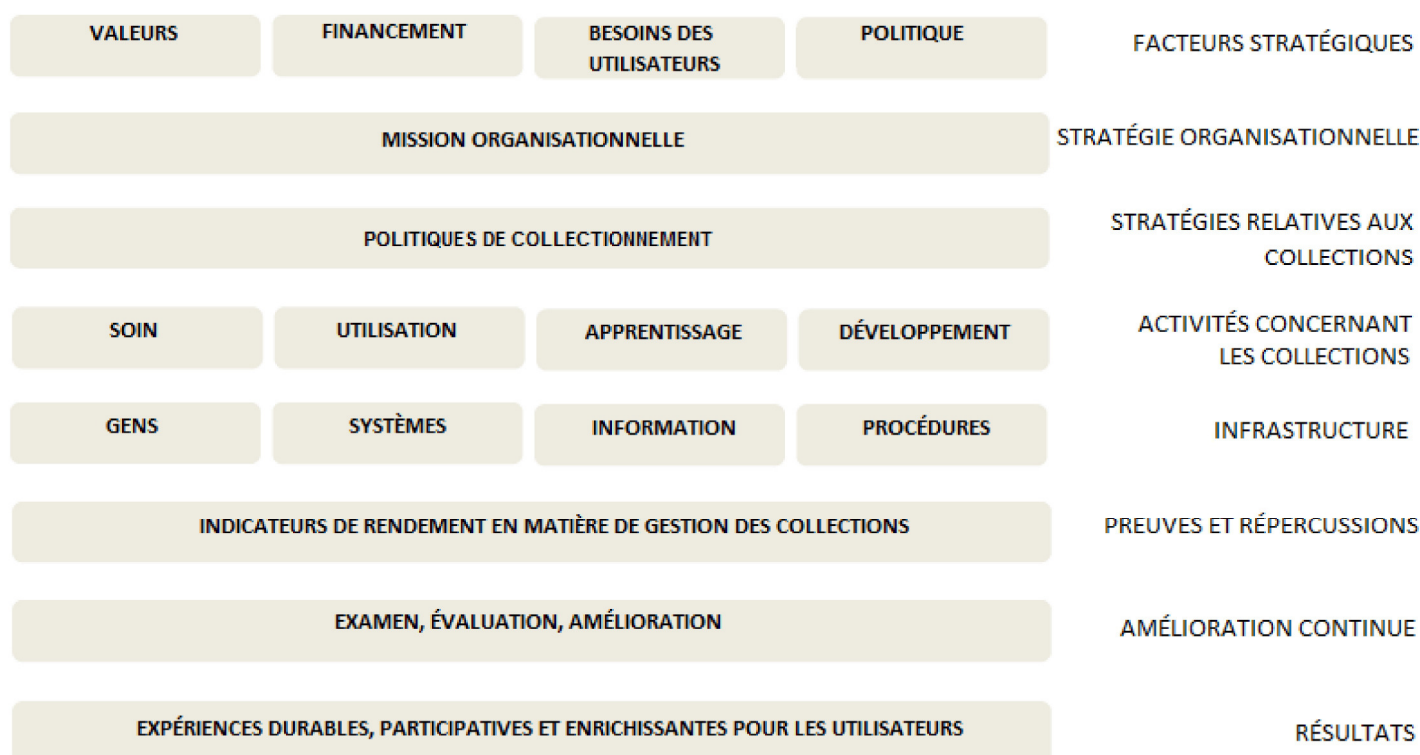 VALEURS FINANCEMENT BESOINS DES UTILISATEURS POLITIQUE FACTEURS STRATÉGIQUES
MISSION ORGANISATIONNELLE STRATÉGIE ORGANISATIONNELLE
POLITIQUES DE COLLECTIONNEMENT STRATÉGIES RELATIVES AUX COLLECTIONS
SOIN UTILISATION APPRENTISSAGE DÉVELOPPEMENT ACTIVITÉS CONCERNANT LES COLLECTIONS
GENS SYSTÈMES INFORMATION PROCÉDURES INFRASTRUCTURE
INDICATEURS DE RENDEMENT EN MATIÈRE DE GESTION DES COLLECTIONS PREUVES ET RÉPERCUSSIONS
EXAMEN, ÉVALUATION, AMÉLIORATION AMÉLIORATION CONTINUE
EXPÉRIENCES DURABLES, PARTICIPATIVES ET ENRICHISSANTES POUR LES UTILISATEURS RÉSULTATS